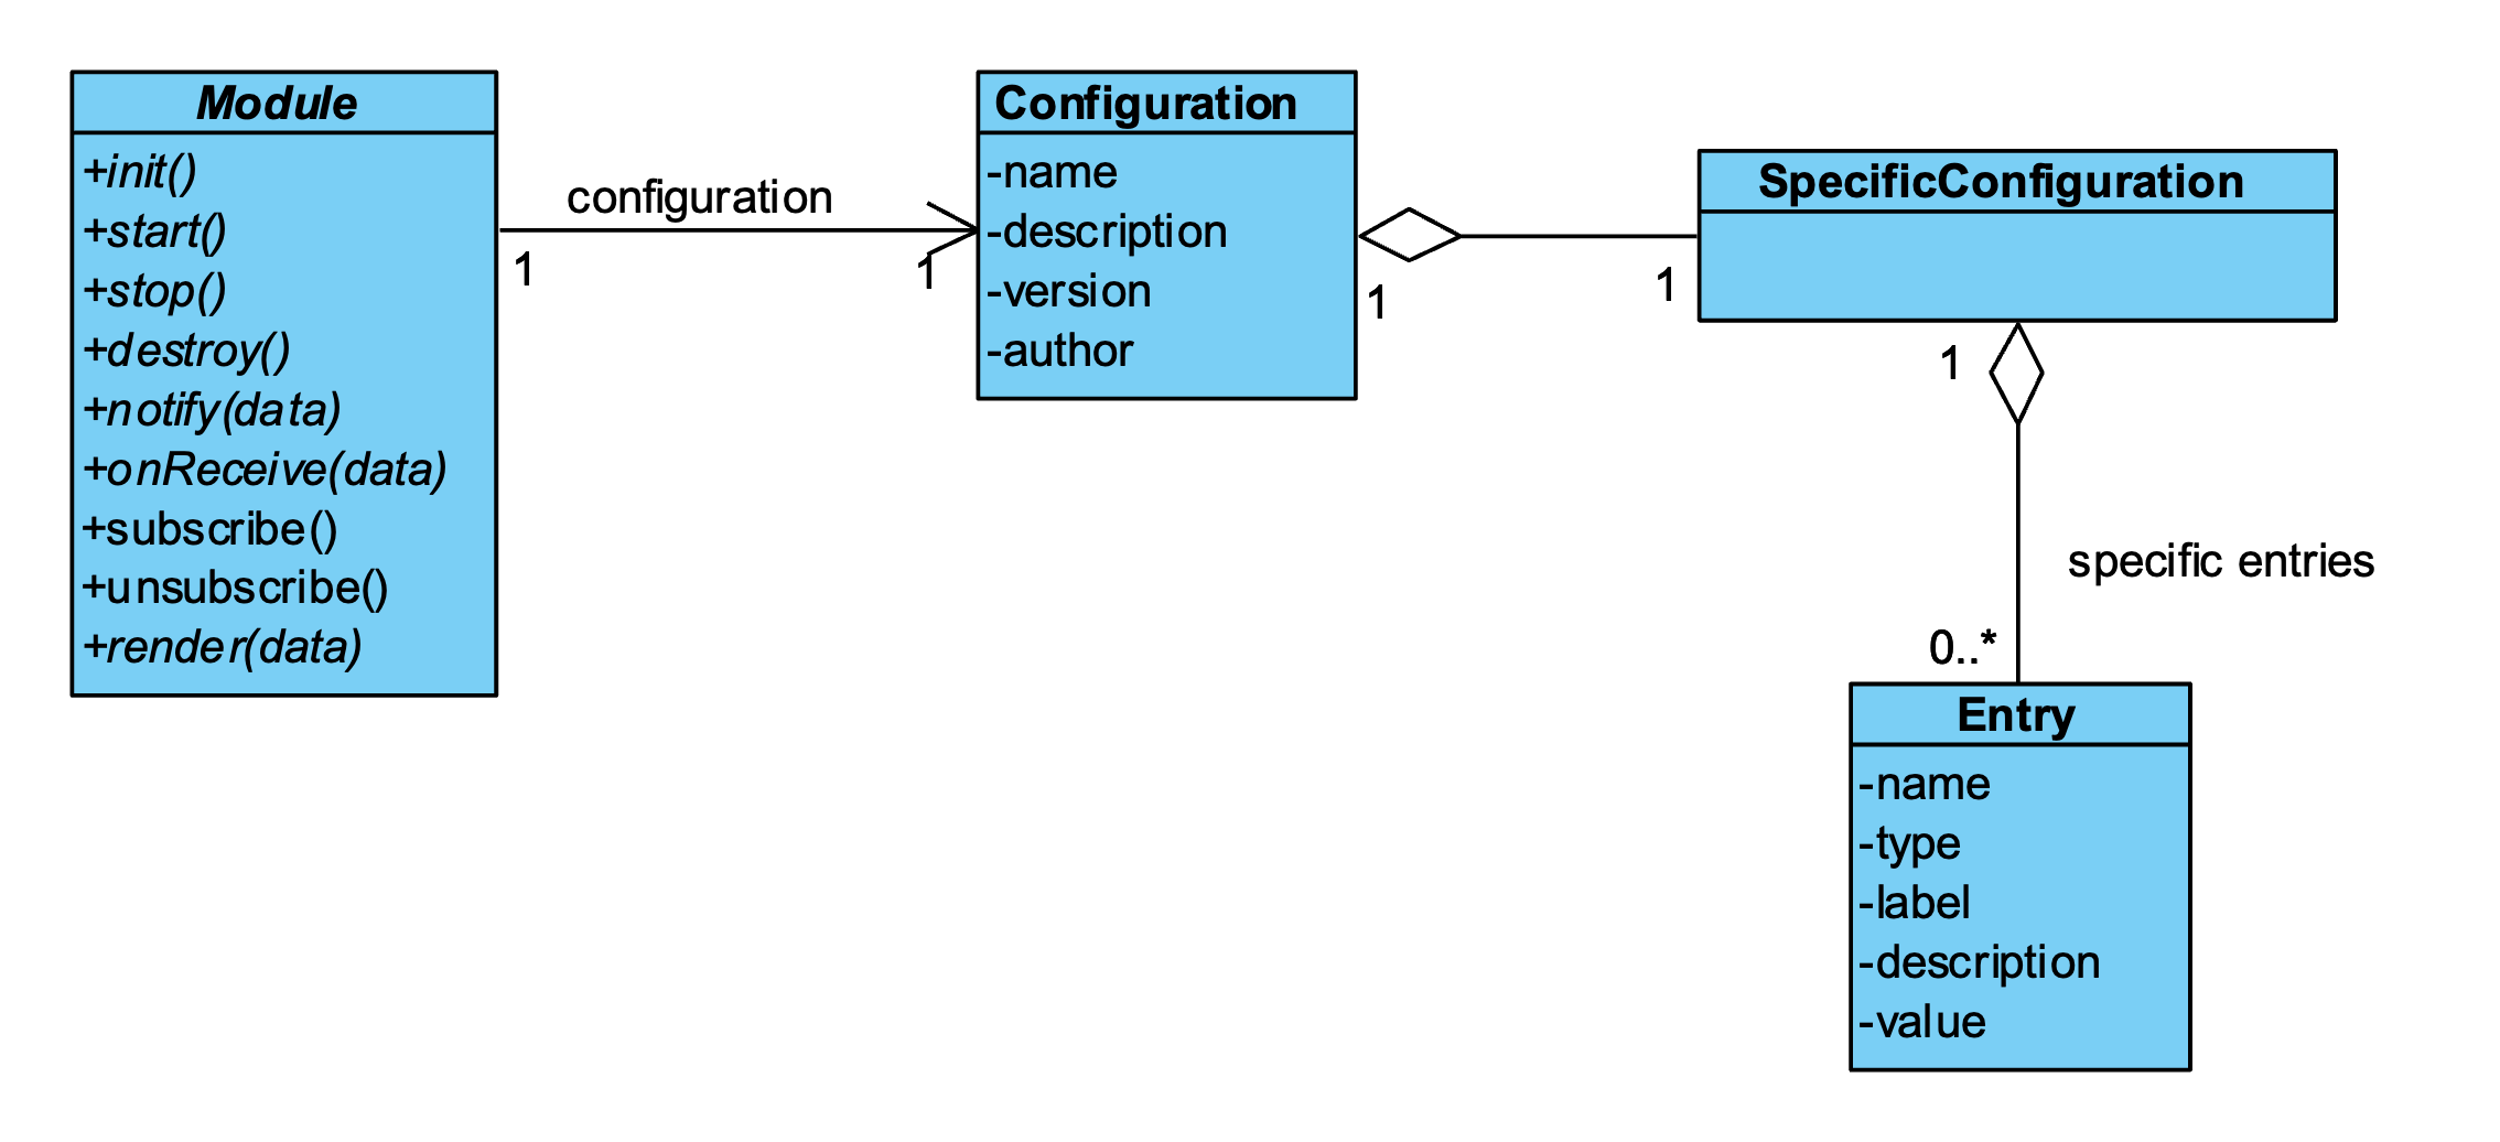 Module
+init()
+start()
+stop()
+destroy()
+notify(data)
+onReceive(data)
+subscribe()
+unsubscribe()
+render(data)
configuration
1
1
Configuration
-name
-description
-version
-author
1
1
SpecificConfiguration
1
specific entries
0..*
Entry
-name
-type
-label
-description
-value